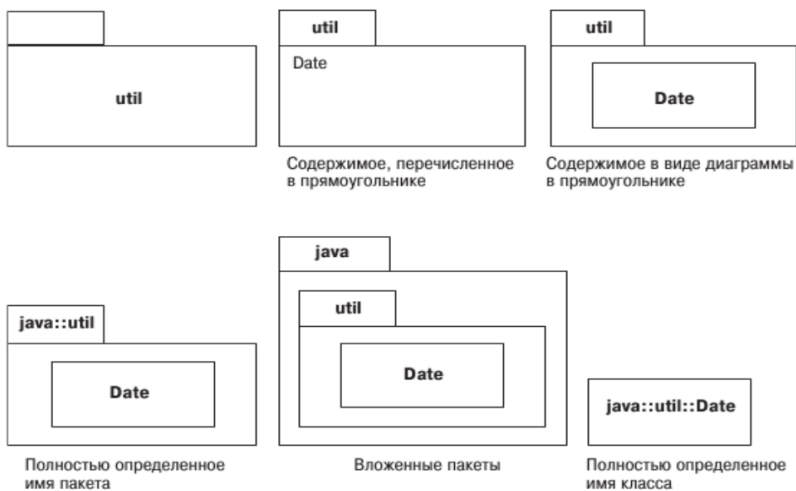 util
util
Date
Содержимое, перечисленное
в прямоугольнике
util
Date
Содержимое в виде диаграммы
в прямоугольнике
java::util
Date
Полностью определенное
имя пакета
java
util
Date
Вложенные пакеты
java::util::Date
Полностью определенное
имя класса